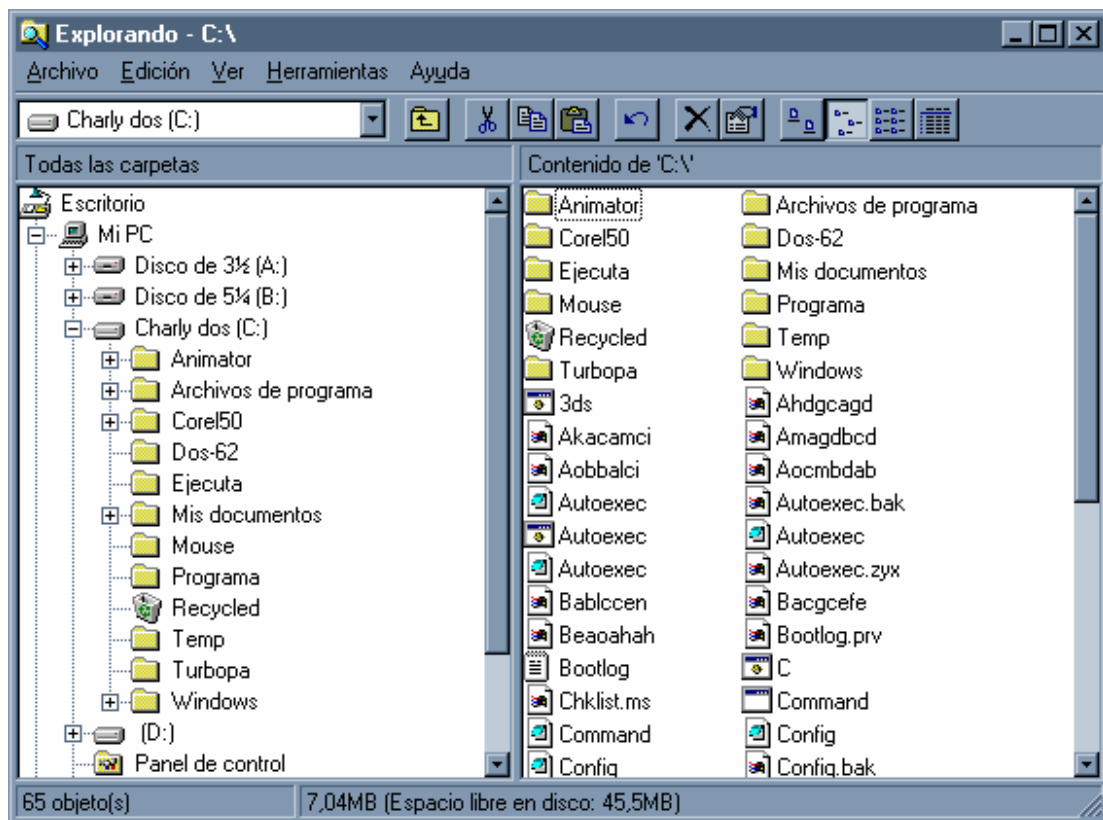 Explorando - C:\
Archivo Edición Ver Herramientas Ayuda
Charly dos (C:)
Todas las carpetas
Contenido de 'C:\'
Escritorio
Mi PC
Disco de 3½ (A:)
Disco de 5¼ (B:)
Charly dos (C:)
Animator
Archivos de programa
Corel50
Dos-62
Ejecuta
Mis documentos
Mouse
Programa
Recycled
Temp
Turbopa
Windows
(D:)
Panel de control
Animator
Corel50
Ejecuta
Mouse
Recycled
Turbopa
3ds
Akacamci
Aobbalci
Autoexec
Autoexec
Autoexec
Bablccen
Beaoahah
Bootlog
Chklist.ms
Command
Config
Archivos de programa
Dos-62
Mis documentos
Programa
Temp
Windows
Ahdgcagd
Amagdbcd
Aocmbdab
Autoexec.bak
Autoexec
Autoexec.zyx
Bacgcefe
Bootlog.prv
C
Command
Config
Config.bak
65 objeto(s)
7,04MB (Espacio libre en disco: 45,5MB)